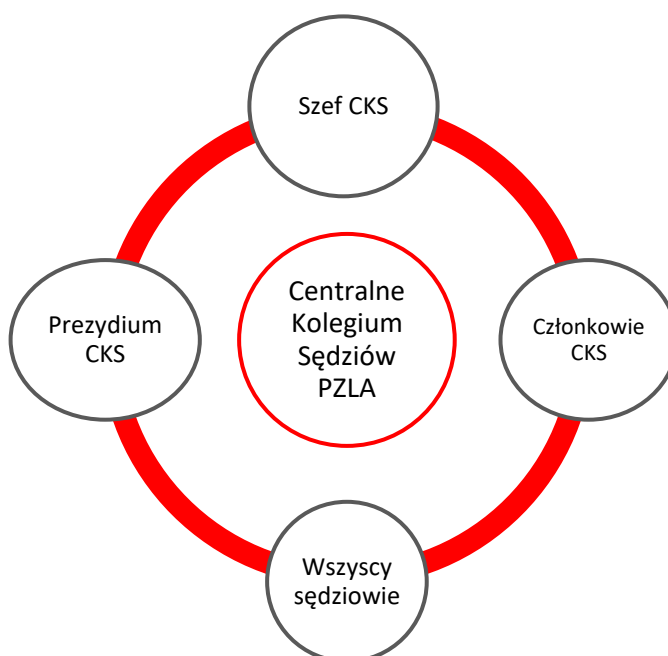 Szef CKS
Prezydium
CKS
Centralne
Kolegium
Sędziów
PZLA
Członkowie
CKS
Wszyscy
sędziowie